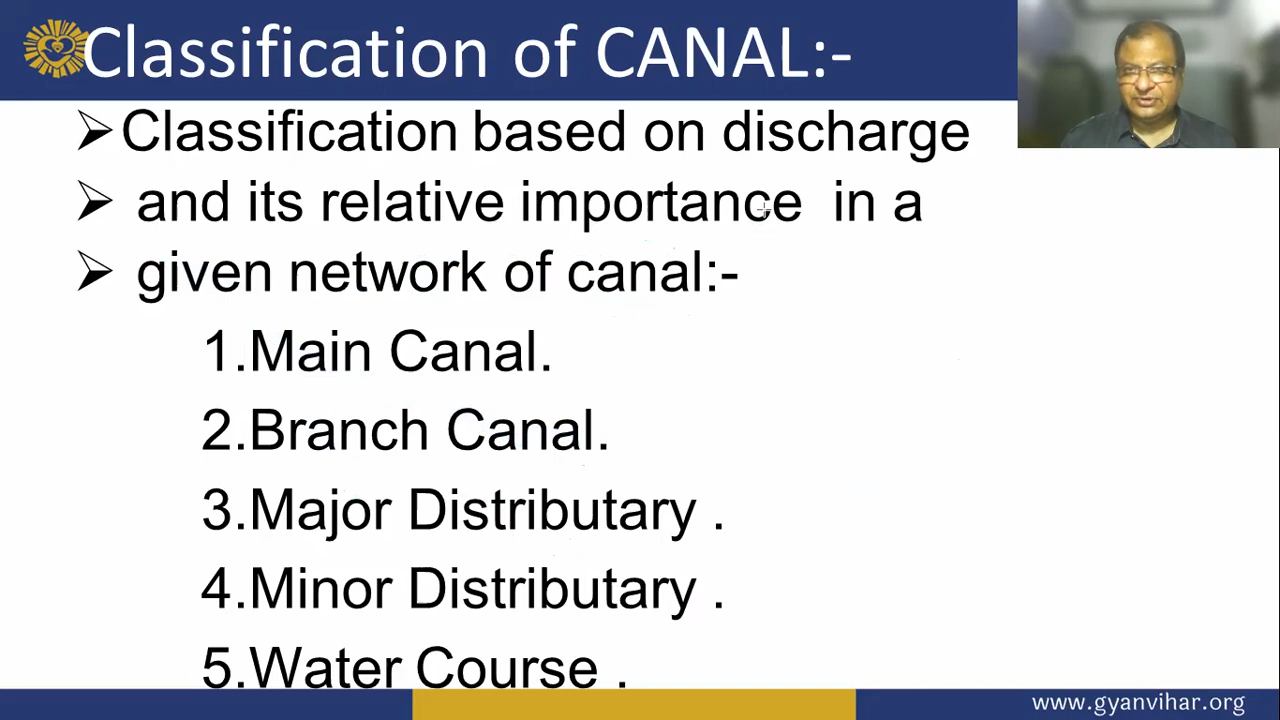 Classification of CANAL:-
➢Classification based on discharge
➢ and its relative importance in a
➢ given network of canal:-
1.Main Canal.
2.Branch Canal.
3.Major Distributary .
4.Minor Distributary .
5.Water Course .
www.gyanvihar.org